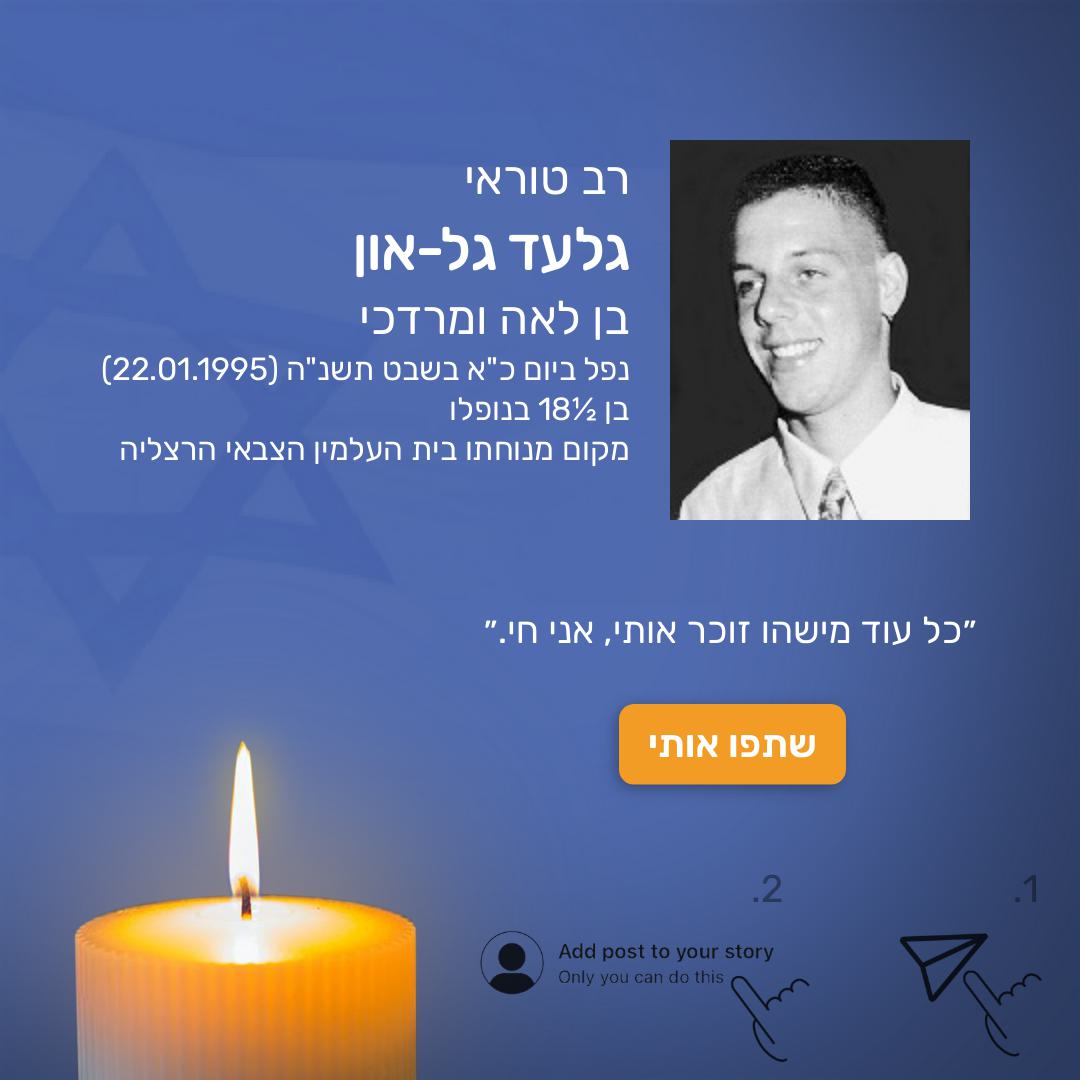 רב טוראי
גלעד גל-און
בן לאה ומרדכי
נפל ביום כ"א בשבט תשנ"ה (22.01.1995)
בן 18½ בנופלו
מקום מנוחתו בית העלמין הצבאי הרצליה
״כל עוד מישהו זוכר אותי, אני חי.״
שתפו אותי
.1
.2
Add post to your story
Only you can do this